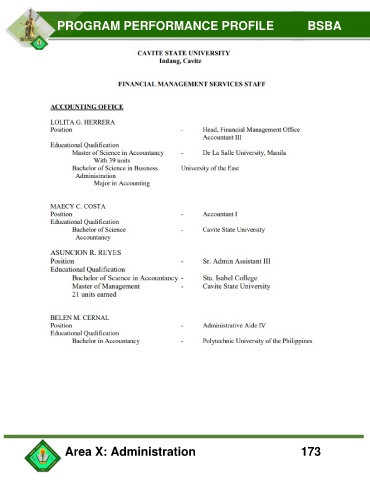 PROGRAM PERFORMANCE PROFILE BSBA
CAVITE STATE UNIVERSITY
Indang, Cavite
FINANCIAL MANAGEMENT SERVICES STAFF
ACCOUNTING OFFICE
LOLITA G. HERRERA
Position - Head, Financial Management Office
Accountant III
Educational Qualification
Master of Science in Accountancy - De La Salle University, Manila
With 39 units
Bachelor of Science in Business University of the East
Administration
Major in Accounting
MAECY C. COSTA
Position - Accountant I
Educational Qualification
Bachelor of Science - Cavite State University
Accountancy
ASUNCION R. REYES
Position - Sr. Admin Assistant III
Educational Qualification
Bachelor of Science in Accountancy - Sta. Isabel College
Master of Management - Cavite State University
21 units earned
BELEN M. CERNAL
Position - Administrative Aide IV
Educational Qualification
Bachelor in Accountancy - Polytechnic University of the Philippines
Area X: Administration 173